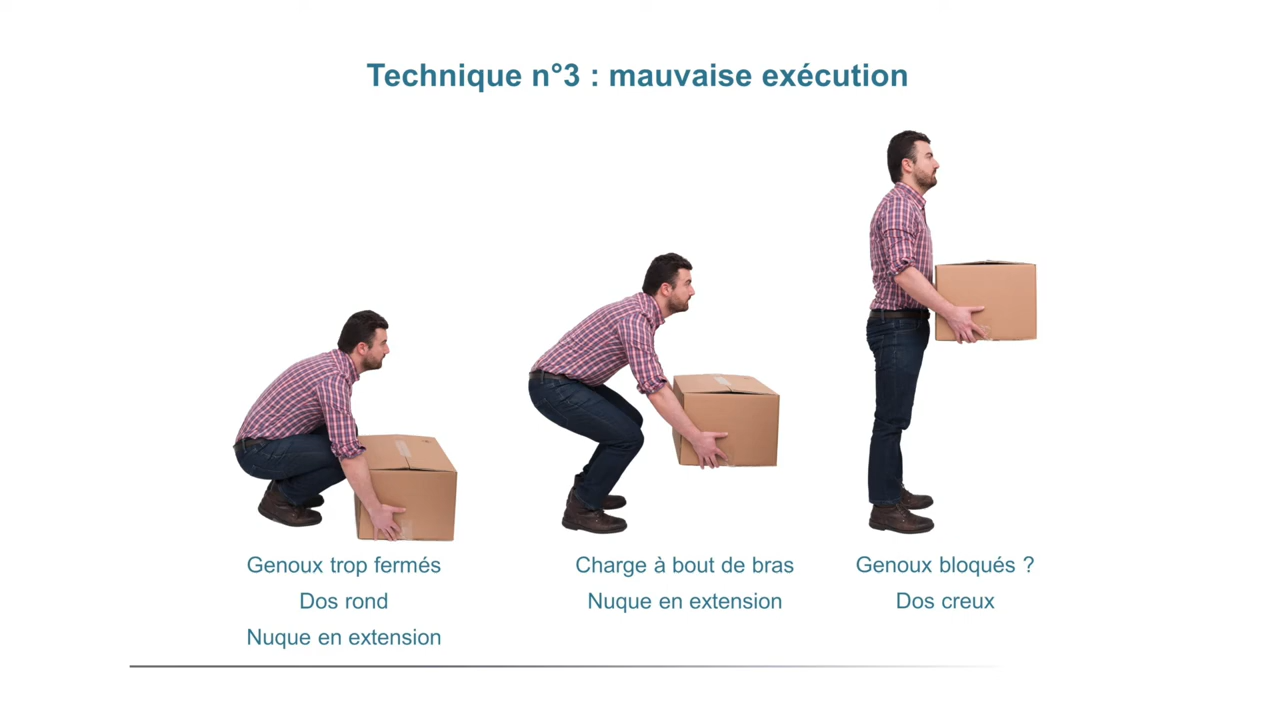 Technique n°3 : mauvaise exécution
Genoux trop fermés
Dos rond
Nuque en extension
Charge à bout de bras
Nuque en extension
Genoux bloqués ?
Dos creux